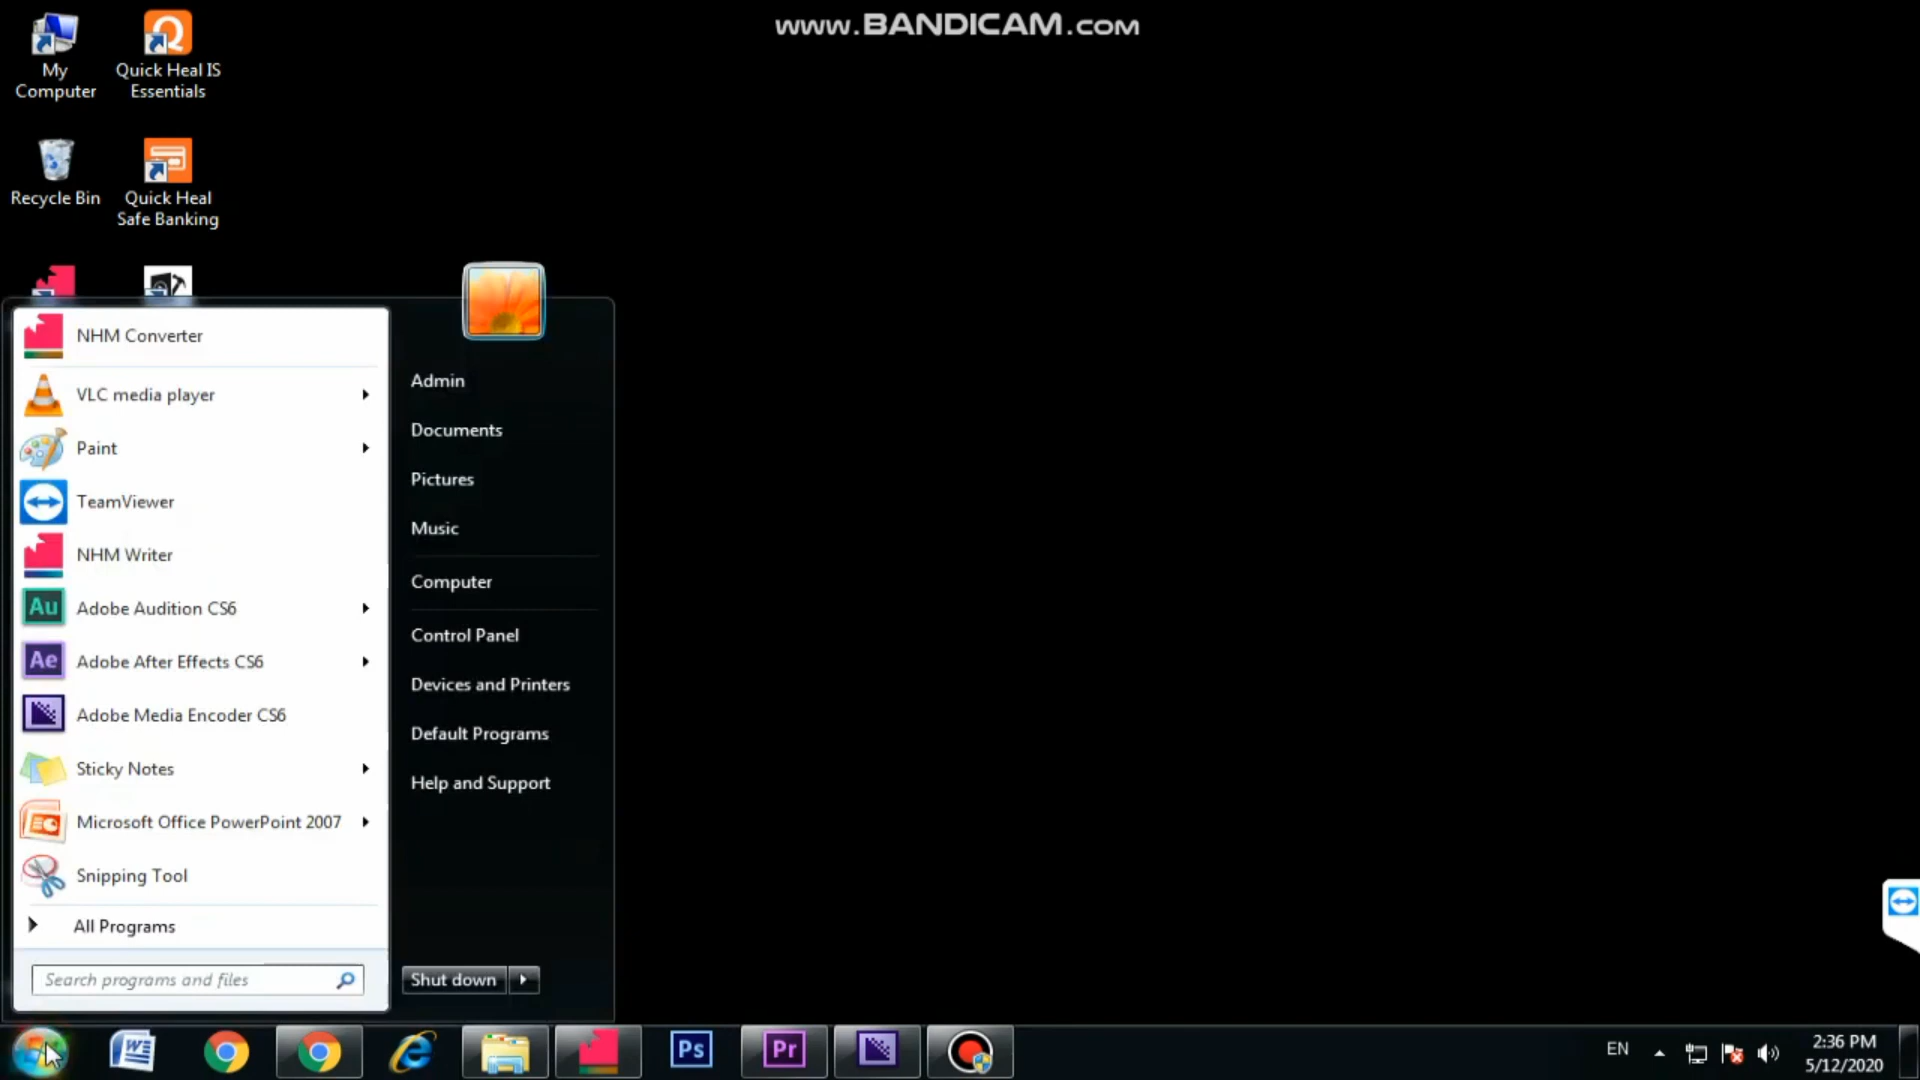 www.BANDICAM.COM
My
Computer
Quick Heal IS
Essentials
Recycle Bin
Quick Heal
Safe Banking
NHM Converter
VLC media player
Paint
TeamViewer
NHM Writer
Au
Adobe Audition CS6
Ae
Adobe After Effects CS6
Adobe Media Encoder CS6
Sticky Notes
Microsoft Office PowerPoint 2007
Snipping Tool
All Programs
Search programs and files
Admin
Documents
Pictures
Music
Computer
Control Panel
Devices and Printers
Default Programs
Help and Support
Shut down
W
Ps
Pr
EN
2:36 PM
5/12/2020